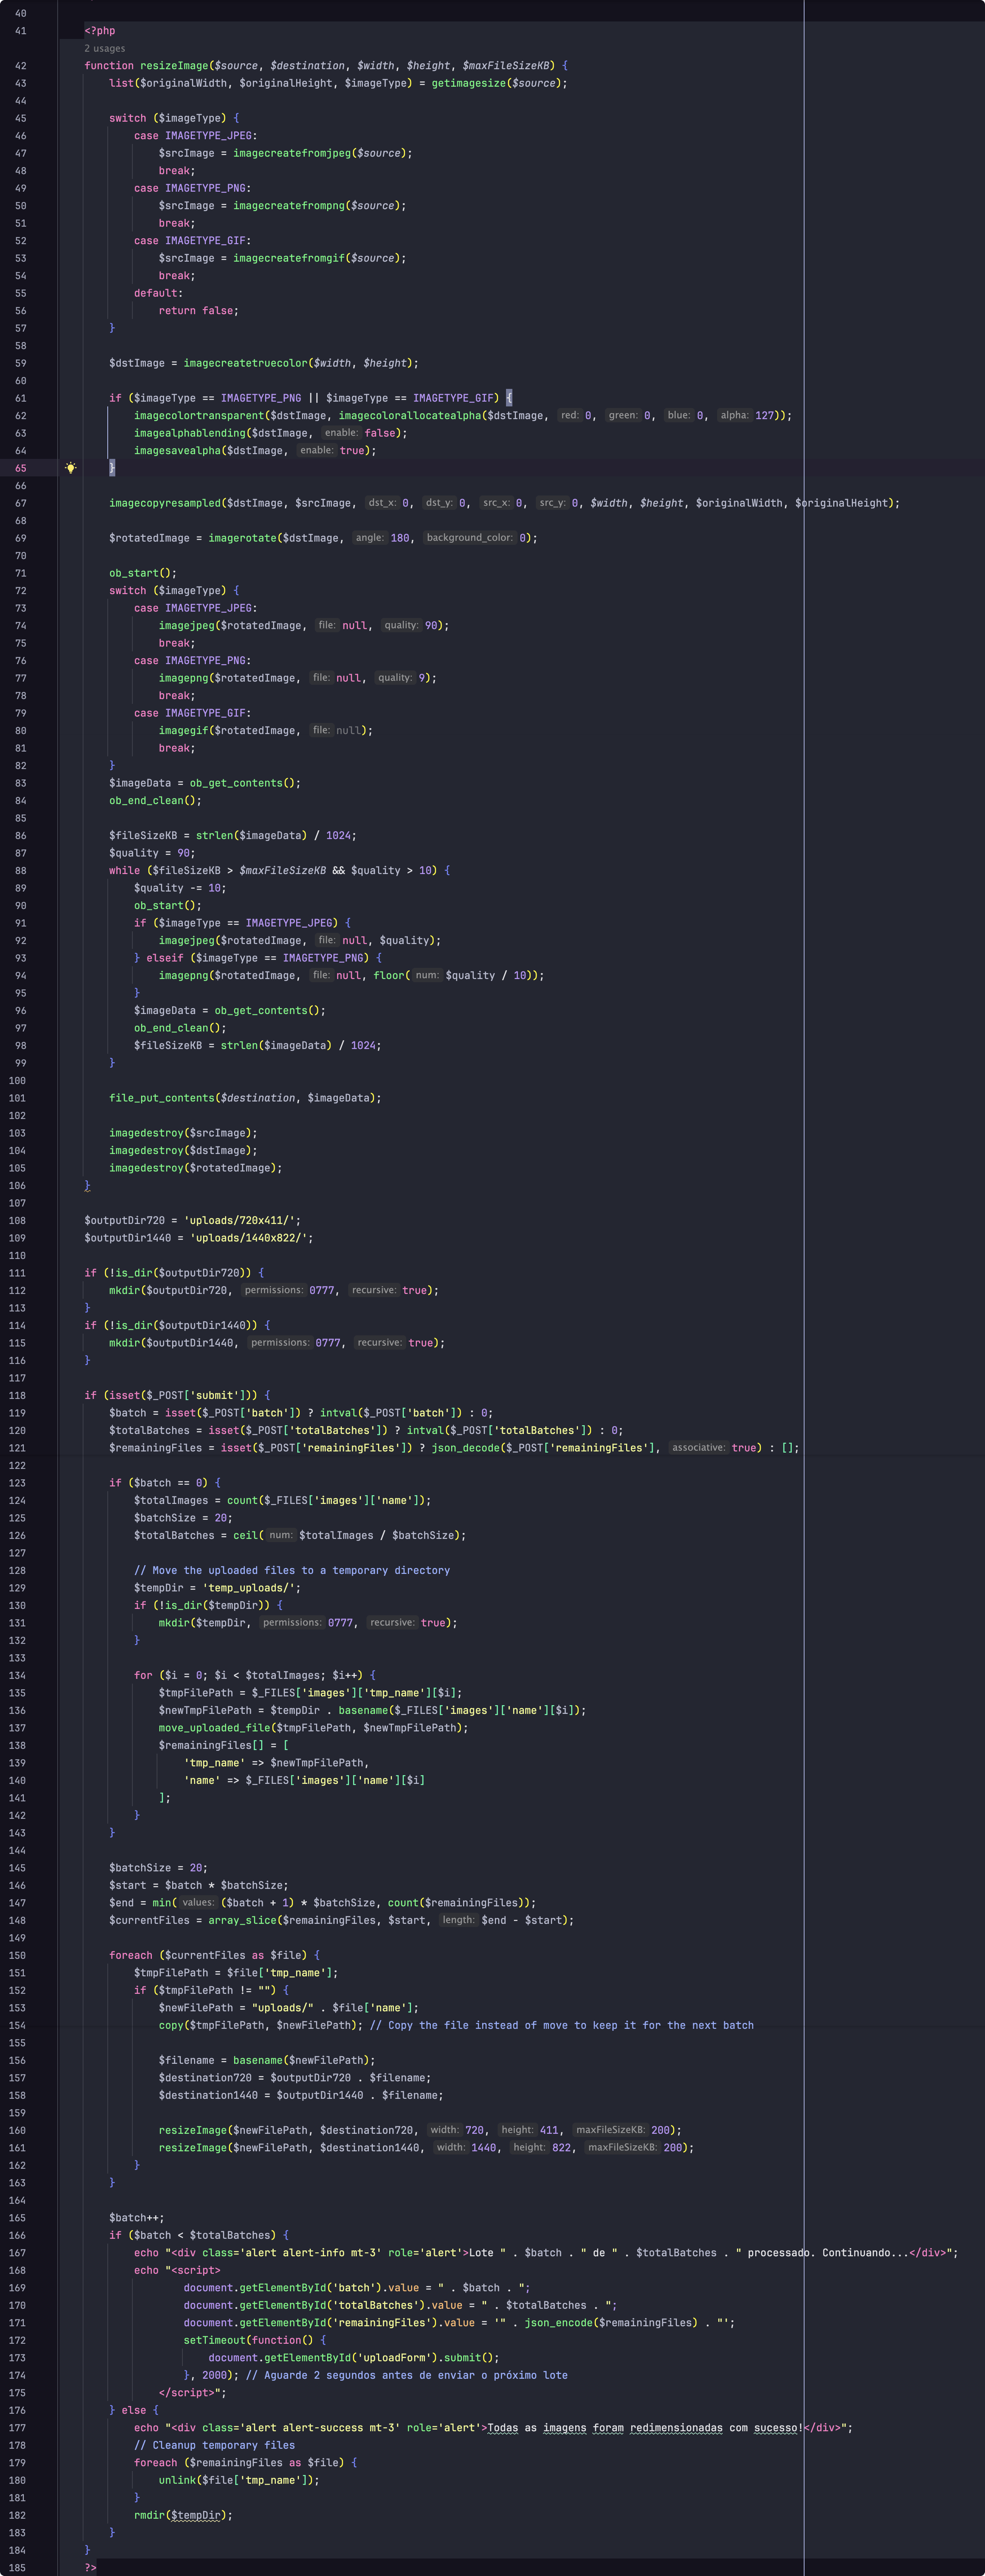 40
41 <?php
2 usages
42 function resizeImage($source, $destination, $width, $height, $maxFileSizeKB) {
43 list($originalWidth, $originalHeight, $imageType) = getimagesize($source);
44
45 switch ($imageType) {
46 case IMAGETYPE_JPEG:
47 $srcImage = imagecreatefromjpeg($source);
48 break;
49 case IMAGETYPE_PNG:
50 $srcImage = imagecreatefrompng($source);
51 break;
52 case IMAGETYPE_GIF:
53 $srcImage = imagecreatefromgif($source);
54 break;
55 default:
56 return false;
57 }
58
59 $dstImage = imagecreatetruecolor($width, $height);
60
61 if ($imageType == IMAGETYPE_PNG || $imageType == IMAGETYPE_GIF) {
62 imagecolortransparent($dstImage, imagecolorallocatealpha($dstImage, red: 0, green: 0, blue: 0, alpha: 127));
63 imagealphablending($dstImage, enable: false);
64 imagesavealpha($dstImage, enable: true);
65 }
66
67 imagecopyresampled($dstImage, $srcImage, dst_x: 0, dst_y: 0, src_x: 0, src_y: 0, $width, $height, $originalWidth, $originalHeight);
68
69 $rotatedImage = imagerotate($dstImage, angle: 180, background_color: 0);
70
71 ob_start();
72 switch ($imageType) {
73 case IMAGETYPE_JPEG:
74 imagejpeg($rotatedImage, file: null, quality: 90);
75 break;
76 case IMAGETYPE_PNG:
77 imagepng($rotatedImage, file: null, quality: 9);
78 break;
79 case IMAGETYPE_GIF:
80 imagegif($rotatedImage, file: null);
81 break;
82 }
83 $imageData = ob_get_contents();
84 ob_end_clean();
85
86 $fileSizeKB = strlen($imageData) / 1024;
87 $quality = 90;
88 while ($fileSizeKB > $maxFileSizeKB && $quality > 10) {
89 $quality -= 10;
90 ob_start();
91 if ($imageType == IMAGETYPE_JPEG) {
92 imagejpeg($rotatedImage, file: null, $quality);
93 } elseif ($imageType == IMAGETYPE_PNG) {
94 imagepng($rotatedImage, file: null, floor( num: $quality / 10));
95 }
96 $imageData = ob_get_contents();
97 ob_end_clean();
98 $fileSizeKB = strlen($imageData) / 1024;
99 }
100
101 file_put_contents($destination, $imageData);
102
103 imagedestroy($srcImage);
104 imagedestroy($dstImage);
105 imagedestroy($rotatedImage);
106 }
107
108 $outputDir720 = 'uploads/720x411/';
109 $outputDir1440 = 'uploads/1440x822/';
110
111 if (!is_dir($outputDir720)) {
112 mkdir($outputDir720, permissions: 0777, recursive: true);
113 }
114 if (!is_dir($outputDir1440)) {
115 mkdir($outputDir1440, permissions: 0777, recursive: true);
116 }
117
118 if (isset($_POST['submit'])) {
119 $batch = isset($_POST['batch']) ? intval($_POST['batch']) : 0;
120 $totalBatches = isset($_POST['totalBatches']) ? intval($_POST['totalBatches']) : 0;
121 $remainingFiles = isset($_POST['remainingFiles']) ? json_decode($_POST['remainingFiles'], associative: true) : [];
122
123 if ($batch == 0) {
124 $totalImages = count($_FILES['images']['name']);
125 $batchSize = 20;
126 $totalBatches = ceil( num: $totalImages / $batchSize);
127
128 // Move the uploaded files to a temporary directory
129 $tempDir = 'temp_uploads/';
130 if (!is_dir($tempDir)) {
131 mkdir($tempDir, permissions: 0777, recursive: true);
132 }
133
134 for ($i = 0; $i < $totalImages; $i++) {
135 $tmpFilePath = $_FILES['images']['tmp_name'][$i];
136 $newTmpFilePath = $tempDir . basename($_FILES['images']['name'][$i]);
137 move_uploaded_file($tmpFilePath, $newTmpFilePath);
138 $remainingFiles[] = [
139 'tmp_name' => $newTmpFilePath,
140 'name' => $_FILES['images']['name'][$i]
141 ];
142 }
143 }
144
145 $batchSize = 20;
146 $start = $batch * $batchSize;
147 $end = min( values: ($batch + 1) * $batchSize, count($remainingFiles));
148 $currentFiles = array_slice($remainingFiles, $start, length: $end - $start);
149
150 foreach ($currentFiles as $file) {
151 $tmpFilePath = $file['tmp_name'];
152 if ($tmpFilePath != "") {
153 $newFilePath = "uploads/" . $file['name'];
154 copy($tmpFilePath, $newFilePath); // Copy the file instead of move to keep it for the next batch
155
156 $filename = basename($newFilePath);
157 $destination720 = $outputDir720 . $filename;
158 $destination1440 = $outputDir1440 . $filename;
159
160 resizeImage($newFilePath, $destination720, width: 720, height: 411, maxFileSizeKB: 200);
161 resizeImage($newFilePath, $destination1440, width: 1440, height: 822, maxFileSizeKB: 200);
162 }
163 }
164
165 $batch++;
166 if ($batch < $totalBatches) {
167 echo "<div class='alert alert-info mt-3' role='alert'>Lote " . $batch . " de " . $totalBatches . " processado. Continuando...</div>";
168 echo "<script>
169 document.getElementById('batch').value = " . $batch . ";
170 document.getElementById('totalBatches').value = " . $totalBatches . ";
171 document.getElementById('remainingFiles').value = '" . json_encode($remainingFiles) . "';
172 setTimeout(function() {
173 document.getElementById('uploadForm').submit();
174 }, 2000); // Aguarde 2 segundos antes de enviar o próximo lote
175 </script>";
176 } else {
177 echo "<div class='alert alert-success mt-3' role='alert'>Todas as imagens foram redimensionadas com sucesso!</div>";
178 // Cleanup temporary files
179 foreach ($remainingFiles as $file) {
180 unlink($file['tmp_name']);
181 }
182 rmdir($tempDir);
183 }
184 }
185 ?>